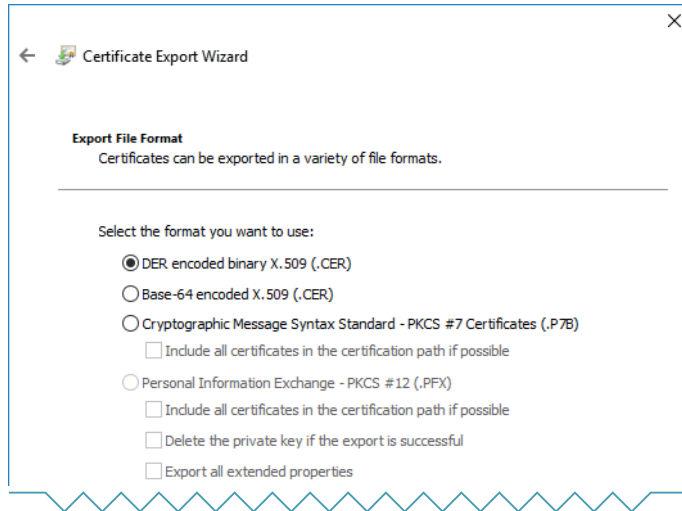 Certificate Export Wizard
Export File Format
Certificates can be exported in a variety of file formats.
Select the format you want to use:
DER encoded binary X.509 (.CER)
Base-64 encoded X.509 (.CER)
Cryptographic Message Syntax Standard - PKCS #7 Certificates (.P7B)
Include all certificates in the certification path if possible
Personal Information Exchange - PKCS #12 (.PFX)
Include all certificates in the certification path if possible
Delete the private key if the export is successful
Export all extended properties